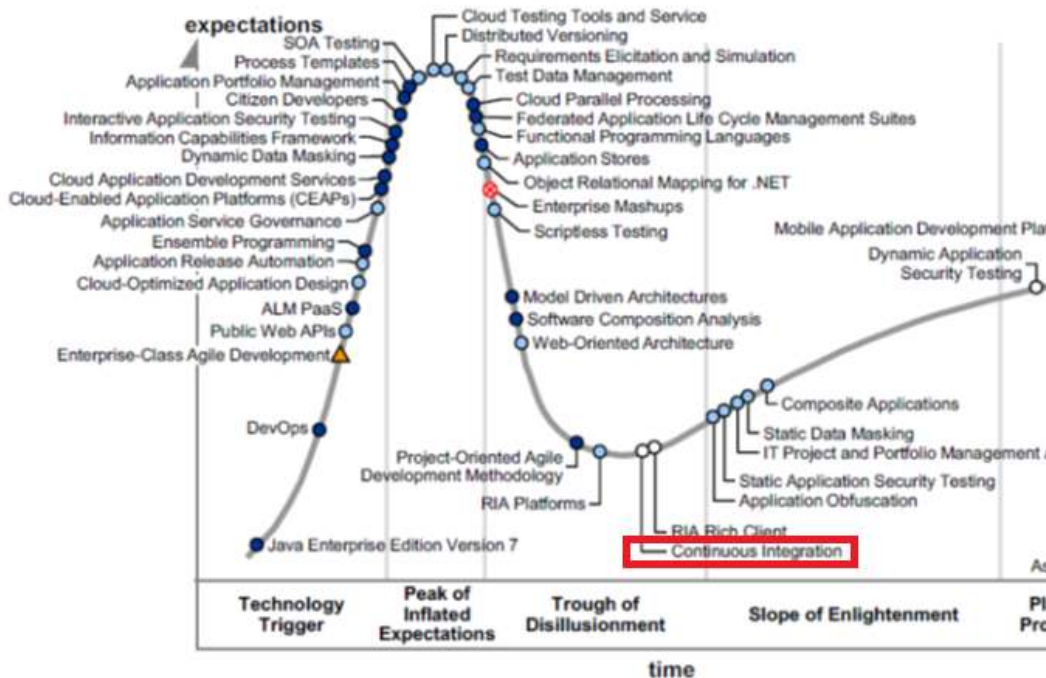 expectations
Cloud Testing Tools and Service
SOA Testing
Distributed Versioning
Process Templates
Requirements Elicitation and Simulation
Application Portfolio Management
Test Data Management
Citizen Developers
Cloud Parallel Processing
Interactive Application Security Testing
Federated Application Life Cycle Management Suites
Information Capabilities Framework
Functional Programming Languages
Dynamic Data Masking
Application Stores
Cloud Application Development Services
Object Relational Mapping for .NET
Cloud-Enabled Application Platforms (CEAPs)
Enterprise Mashups
Application Service Governance
Scriptless Testing
Mobile Application Development Plat
Ensemble Programming
Dynamic Application
Security Testing
Application Release Automation
Cloud-Optimized Application Design
Model Driven Architectures
ALM PaaS
Software Composition Analysis
Public Web APIs
Web-Oriented Architecture
Enterprise-Class Agile Development
Composite Applications
DevOps
Static Data Masking
Project-Oriented Agile
Development Methodology
IT Project and Portfolio Management
Static Application Security Testing
RIA Platforms
Application Obfuscation
RIA Rich Client
Java Enterprise Edition Version 7
Continuous Integration
As
Technology
Trigger
Peak of
Inflated
Expectations
Trough of
Disillusionment
Slope of Enlightenment
Pl
Pro
time